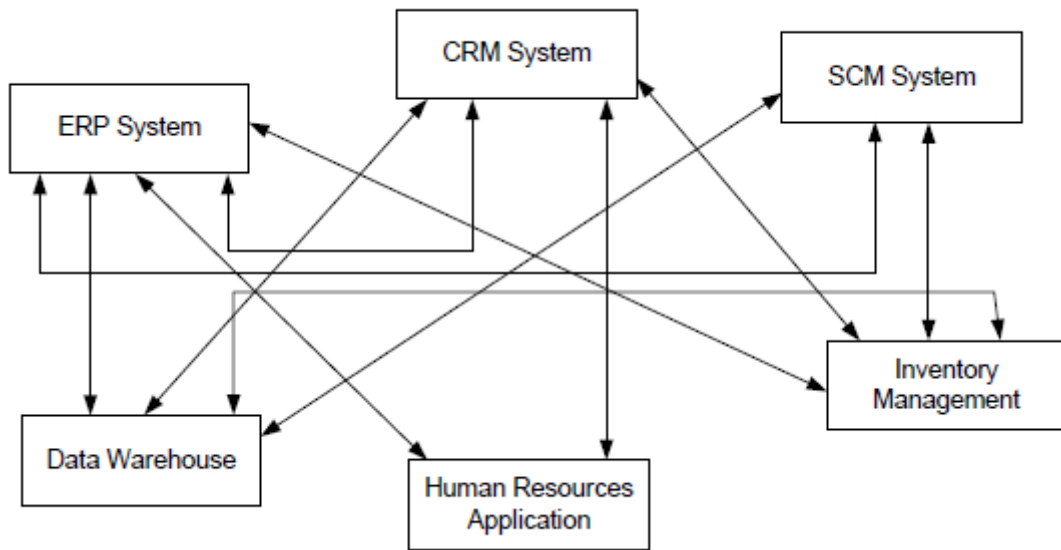 CRM System
SCM System
ERP System
Inventory
Management
Data Warehouse
Human Resources
Application